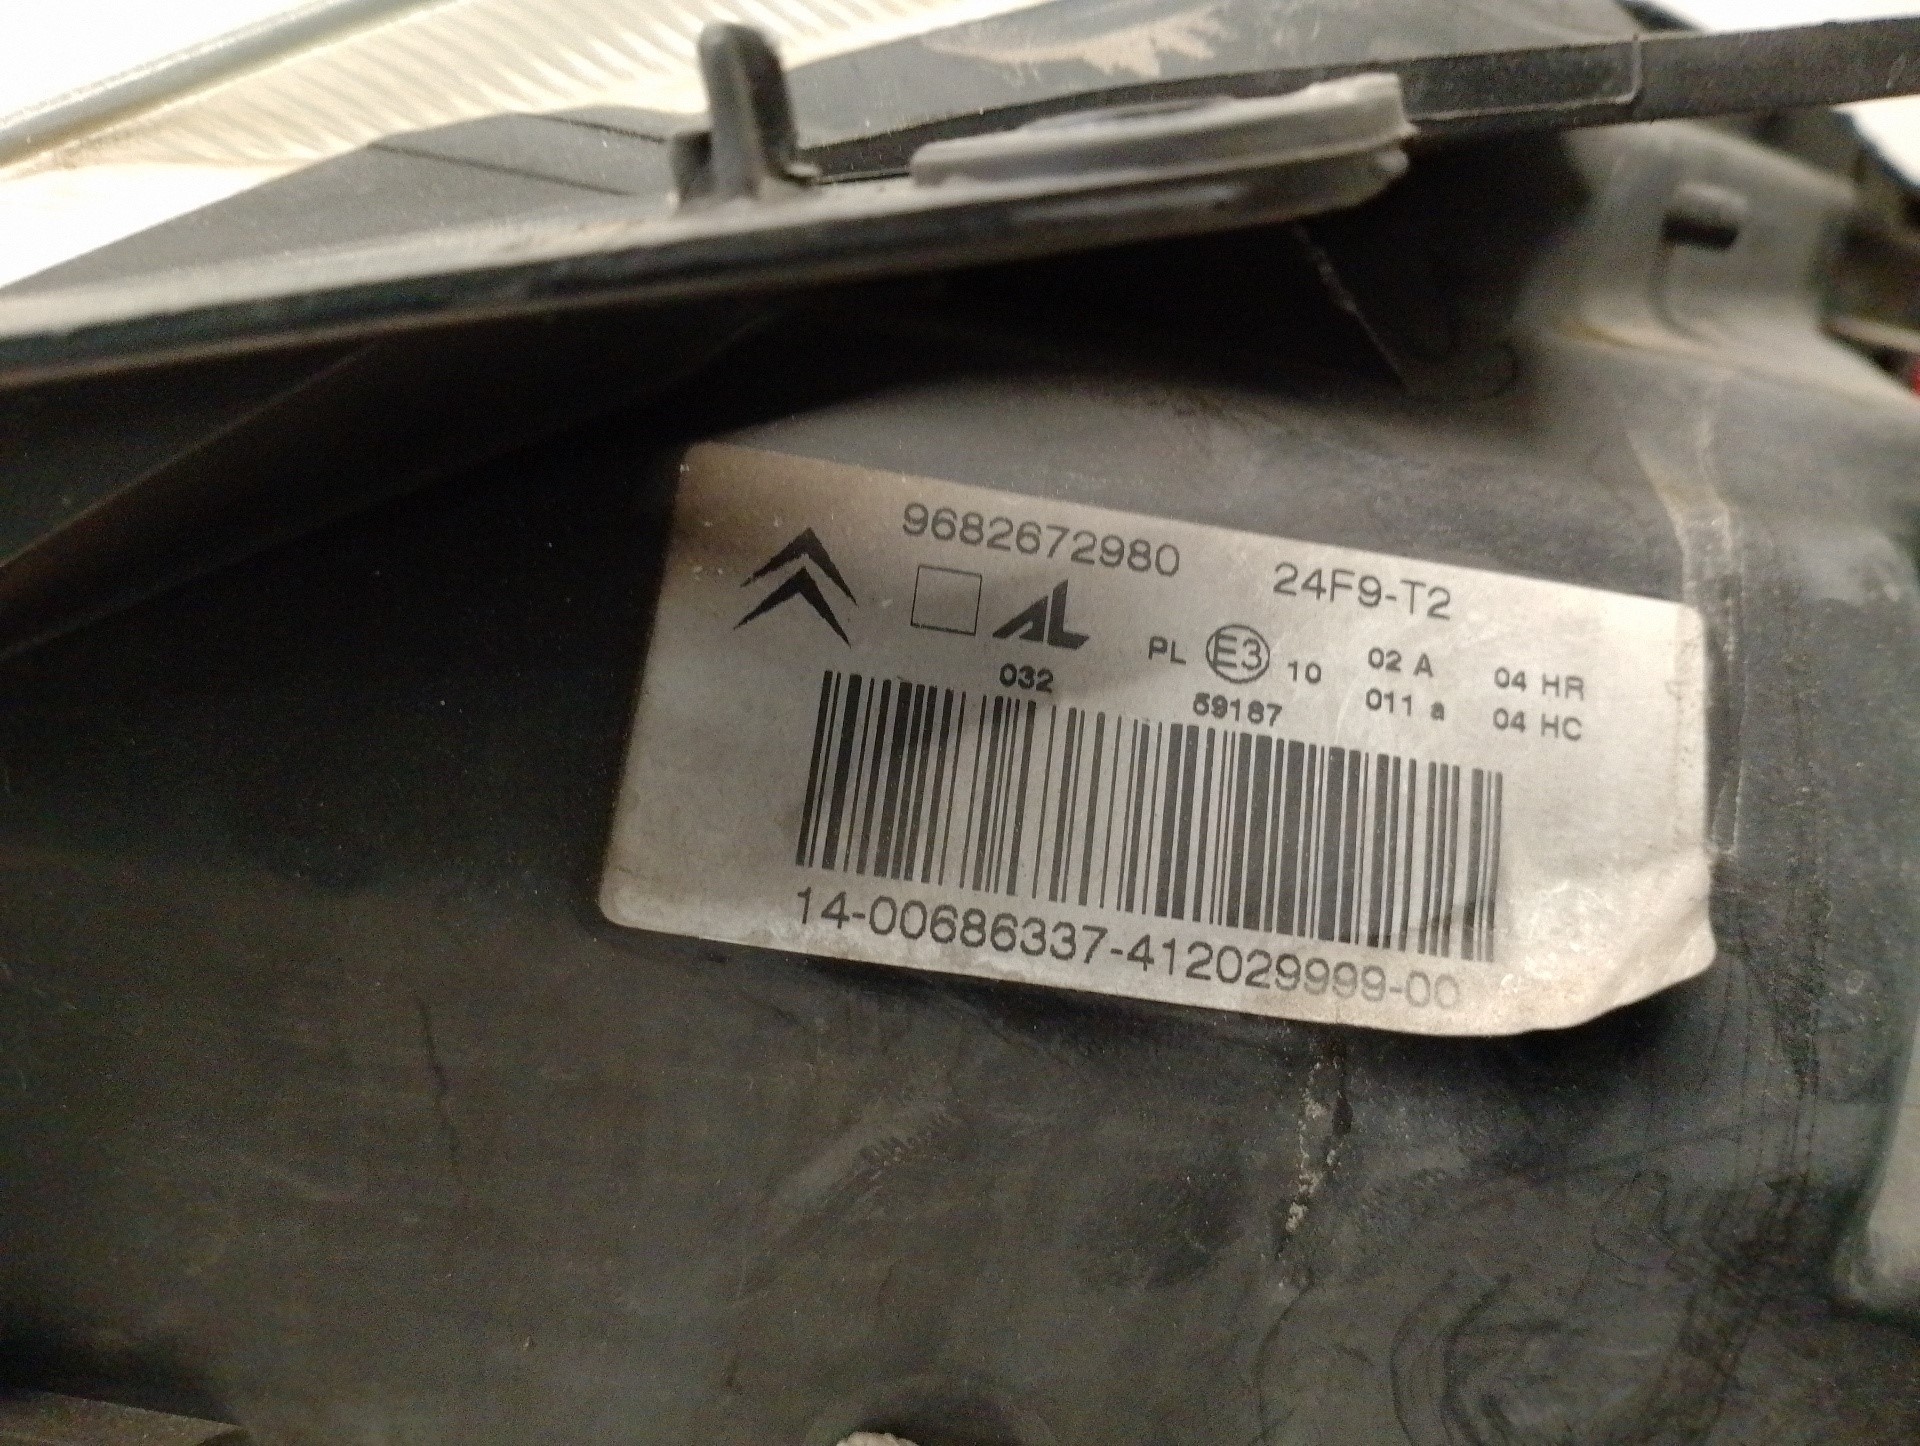 9682672980 24F9-T2
AL PL E3 10 02 A 04 HR
032 59187 011 a 04 HC
14-00686337-412029999-00